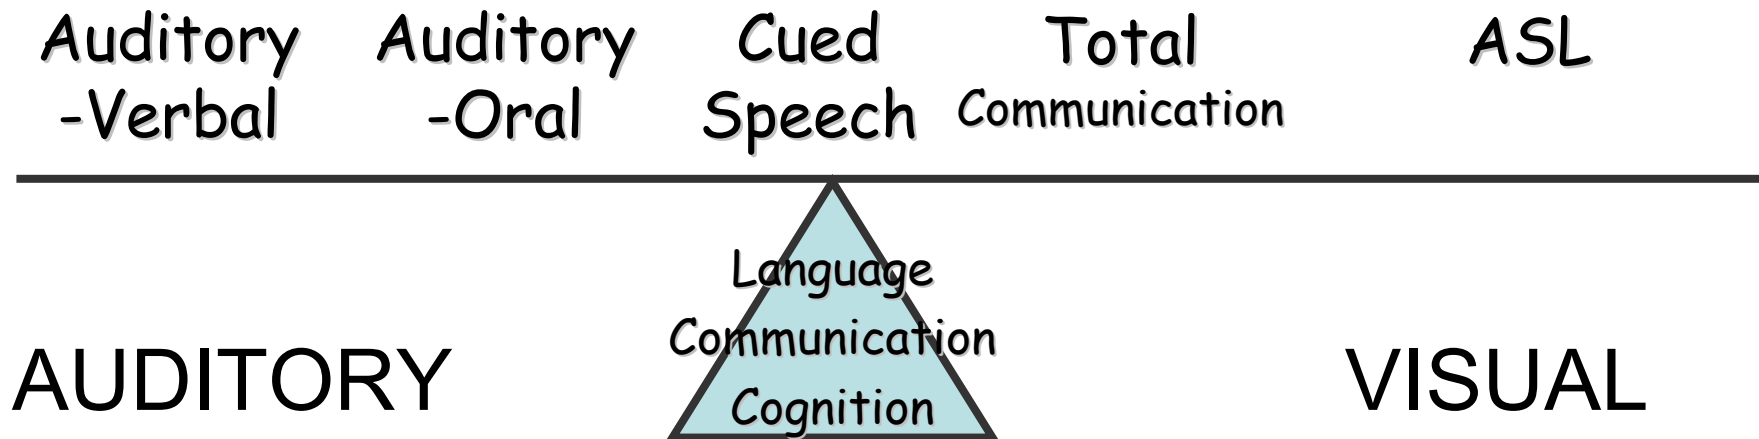 Auditory
-Verbal
Auditory
-Oral
Cued
Speech
Total
Communication
ASL
Language
Communication
Cognition
AUDITORY
VISUAL